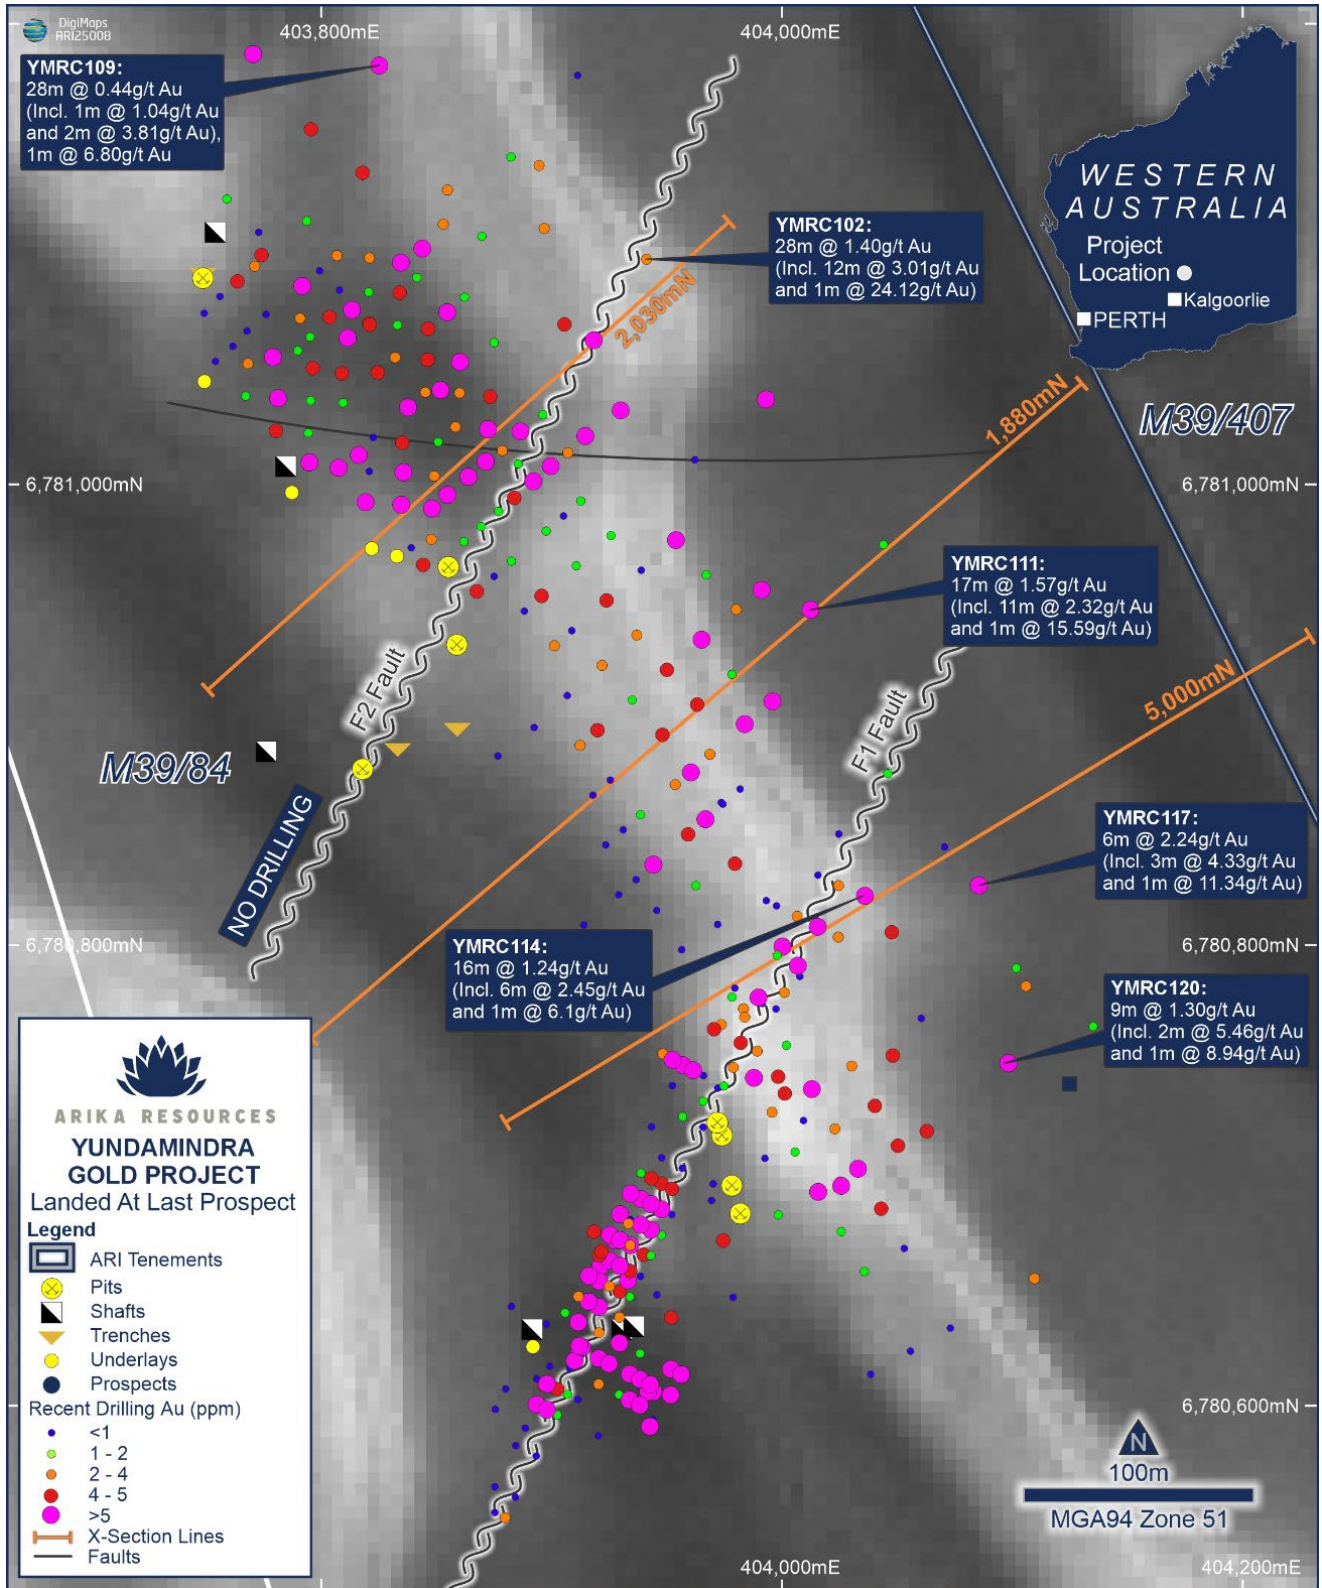 DigiMaps
ARI25008
403,800mE
404,000mE
YMRC109:
28m @ 0.44g/t Au
(Incl. 1m @ 1.04g/t Au
and 2m @ 3.81g/t Au),
1m @ 6.80g/t Au
WESTERN
AUSTRALIA
Project
Location
Kalgoorlie
PERTH
YMRC102:
28m @ 1.40g/t Au
(Incl. 12m @ 3.01g/t Au
and 1m @ 24.12g/t Au)
2,030mN
1,880mN
M39/407
6,781,000mN
6,781,000mN
YMRC111:
17m @ 1.57g/t Au
(Incl. 11m @ 2.32g/t Au
and 1m @ 15.59g/t Au)
5,000mN
F2 Fault
F1 Fault
M39/84
NO DRILLING
YMRC117:
6m @ 2.24g/t Au
(Incl. 3m @ 4.33g/t Au
and 1m @ 11.34g/t Au)
6,780,800mN
6,780,800mN
YMRC114:
16m @ 1.24g/t Au
(Incl. 6m @ 2.45g/t Au
and 1m @ 6.1g/t Au)
YMRC120:
9m @ 1.30g/t Au
(Incl. 2m @ 5.46g/t Au
and 1m @ 8.94g/t Au)
ARIKA RESOURCES
YUNDAMINDRA
GOLD PROJECT
Landed At Last Prospect
Legend
ARI Tenements
Pits
Shafts
Trenches
Underlays
Prospects
Recent Drilling Au (ppm)
<1
1 - 2
2 - 4
4 - 5
>5
X-Section Lines
Faults
6,780,600mN
N
100m
MGA94 Zone 51
404,000mE
404,200mE